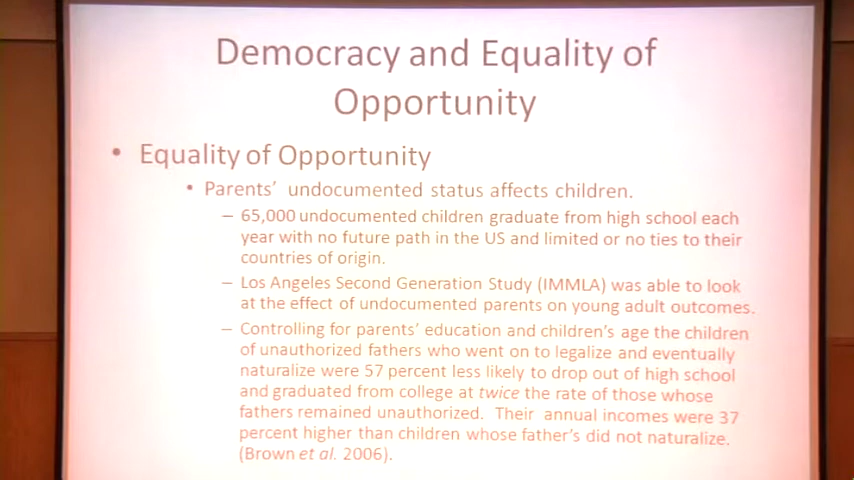 Democracy and Equality of
Opportunity
• Equality of Opportunity
• Parents' undocumented status affects children.
– 65,000 undocumented children graduate from high school each
year with no future path in the US and limited or no ties to their
countries of origin.
– Los Angeles Second Generation Study (IMMLA) was able to look
at the effect of undocumented parents on young adult outcomes.
– Controlling for parents' education and children's age the children
of unauthorized fathers who went on to legalize and eventually
naturalize were 57 percent less likely to drop out of high school
and graduated from college at twice the rate of those whose
fathers remained unauthorized. Their annual incomes were 37
percent higher than children whose father's did not naturalize.
(Brown et al. 2006).